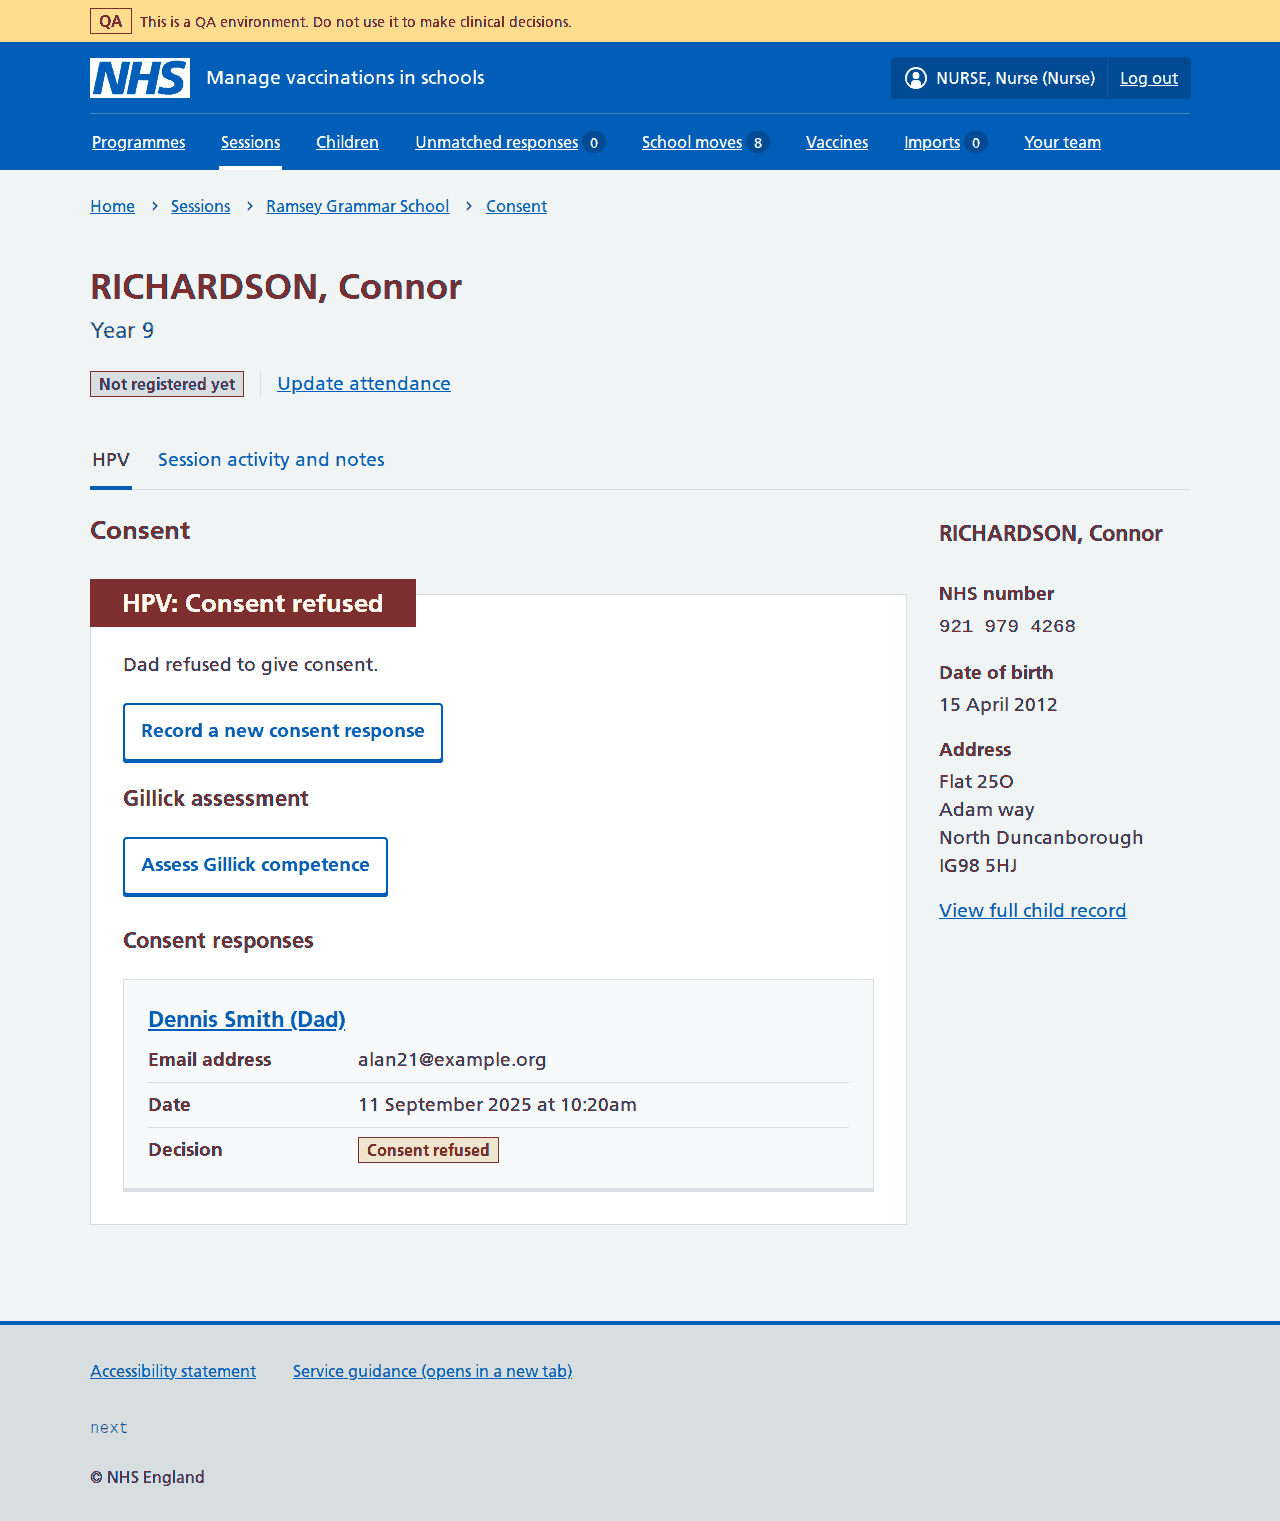 QA This is a QA environment. Do not use it to make clinical decisions.
NHS Manage vaccinations in schools NURSE, Nurse (Nurse) Log out
Programmes Sessions Children Unmatched responses 0 School moves 8 Vaccines Imports 0 Your team
Home Sessions Ramsey Grammar School Consent
RICHARDSON, Connor
Year 9
Not registered yet Update attendance
HPV Session activity and notes
Consent
HPV: Consent refused
Dad refused to give consent.
Record a new consent response
Gillick assessment
Assess Gillick competence
Consent responses
Dennis Smith (Dad)
Email address alan21@example.org
Date 11 September 2025 at 10:20am
Decision Consent refused
RICHARDSON, Connor
NHS number
921 979 4268
Date of birth
15 April 2012
Address
Flat 25O
Adam way
North Duncanborough
IG98 5HJ
View full child record
Accessibility statement Service guidance (opens in a new tab)
next
© NHS England